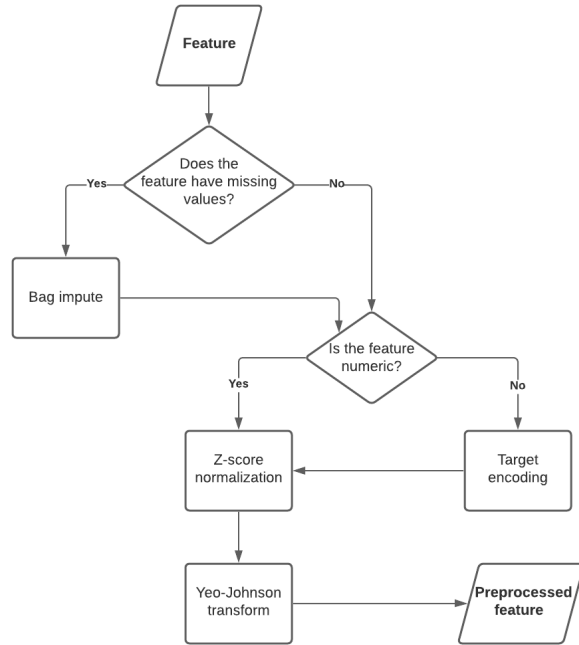 Feature
Does the
feature have missing
values?
Yes
No
Bag impute
Is the feature
numeric?
Yes
No
Z-score
normalization
Target
encoding
Yeo-Johnson
transform
Preprocessed
feature